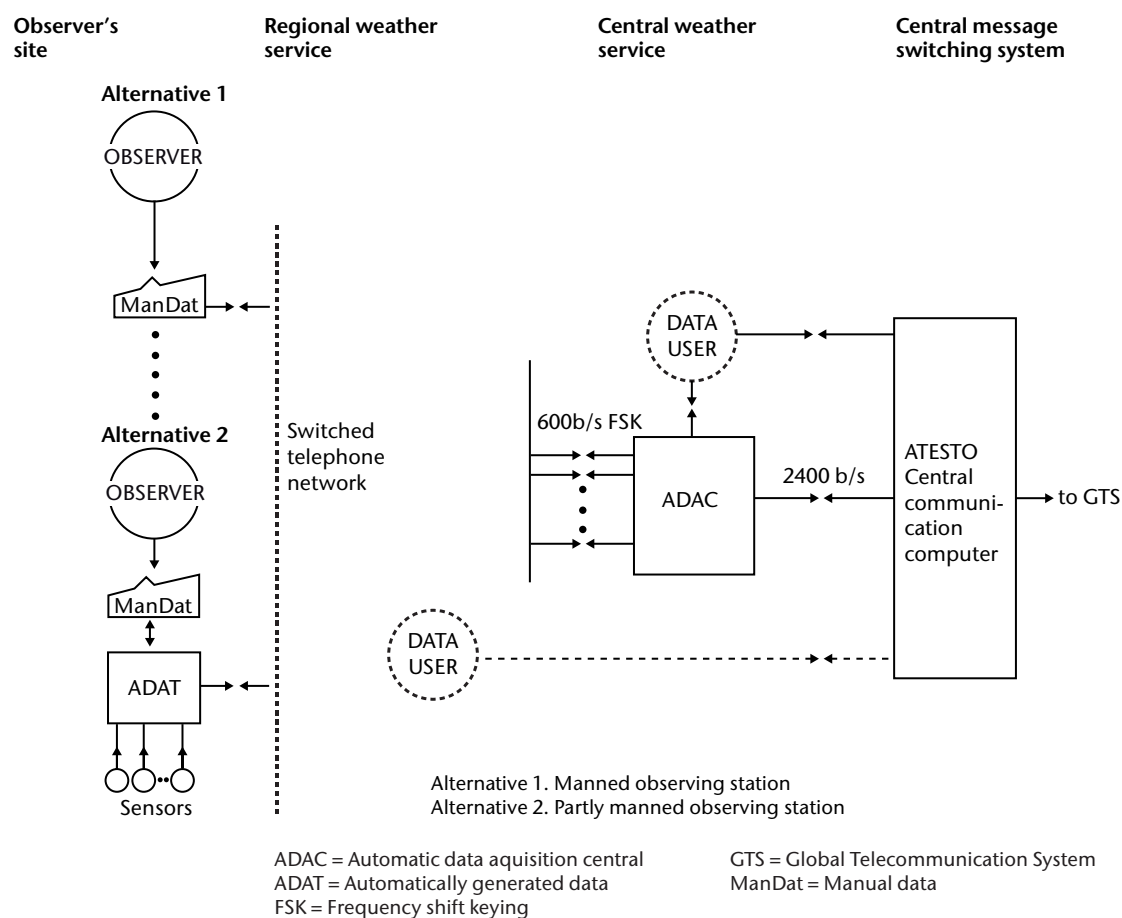 Observer's
site
Regional weather
service
Central weather
service
Central message
switching system
Alternative 1
OBSERVER
ManDat
Alternative 2
OBSERVER
ManDat
ADAT
Sensors
Switched
telephone
network
600b/s FSK
DATA
USER
ADAC
2400 b/s
ATESTO
Central
communi-
cation
computer
to GTS
DATA
USER
Alternative 1. Manned observing station
Alternative 2. Partly manned observing station
ADAC = Automatic data aquisition central
ADAT = Automatically generated data
FSK = Frequency shift keying
GTS = Global Telecommunication System
ManDat = Manual data